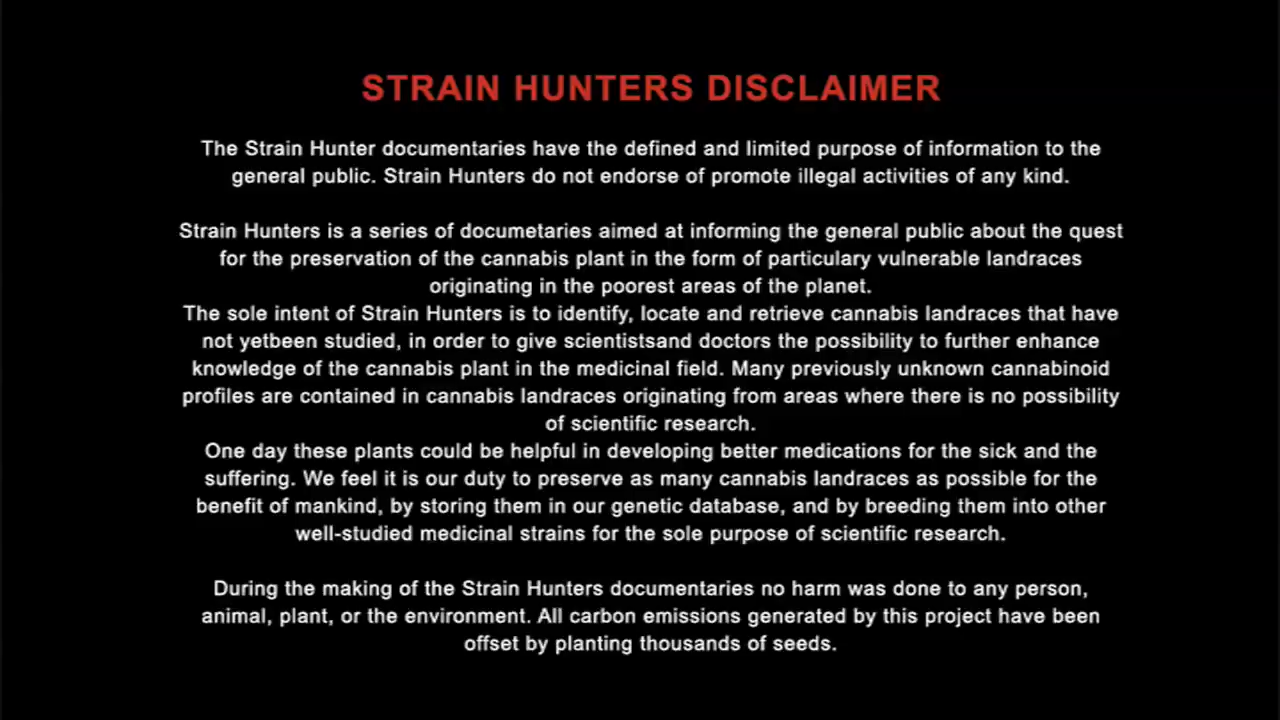 STRAIN HUNTERS DISCLAIMER
The Strain Hunter documentaries have the defined and limited purpose of information to the
general public. Strain Hunters do not endorse of promote illegal activities of any kind.
Strain Hunters is a series of documetaries aimed at informing the general public about the quest
for the preservation of the cannabis plant in the form of particulary vulnerable landraces
originating in the poorest areas of the planet.
The sole intent of Strain Hunters is to identify, locate and retrieve cannabis landraces that have
not yetbeen studied, in order to give scientistsand doctors the possibility to further enhance
knowledge of the cannabis plant in the medicinal field. Many previously unknown cannabinoid
profiles are contained in cannabis landraces originating from areas where there is no possibility
of scientific research.
One day these plants could be helpful in developing better medications for the sick and the
suffering. We feel it is our duty to preserve as many cannabis landraces as possible for the
benefit of mankind, by storing them in our genetic database, and by breeding them into other
well-studied medicinal strains for the sole purpose of scientific research.
During the making of the Strain Hunters documentaries no harm was done to any person,
animal, plant, or the environment. All carbon emissions generated by this project have been
offset by planting thousands of seeds.